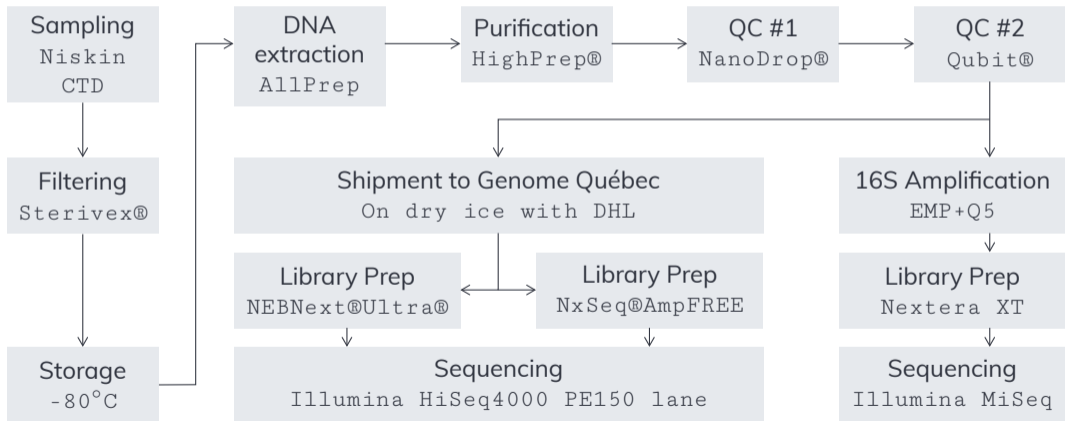 Sampling
Niskin
CTD
Filtering
Sterivex®
Storage
-80°C
DNA
extraction
AllPrep
Purification
HighPrep®
QC #1
NanoDrop®
QC #2
Qubit®
Shipment to Genome Québec
On dry ice with DHL
Library Prep
NEBNext®Ultra®
Library Prep
NxSeq®AmpFREE
Sequencing
Illumina HiSeq4000 PE150 lane
16S Amplification
EMP+Q5
Library Prep
Nextera XT
Sequencing
Illumina MiSeq